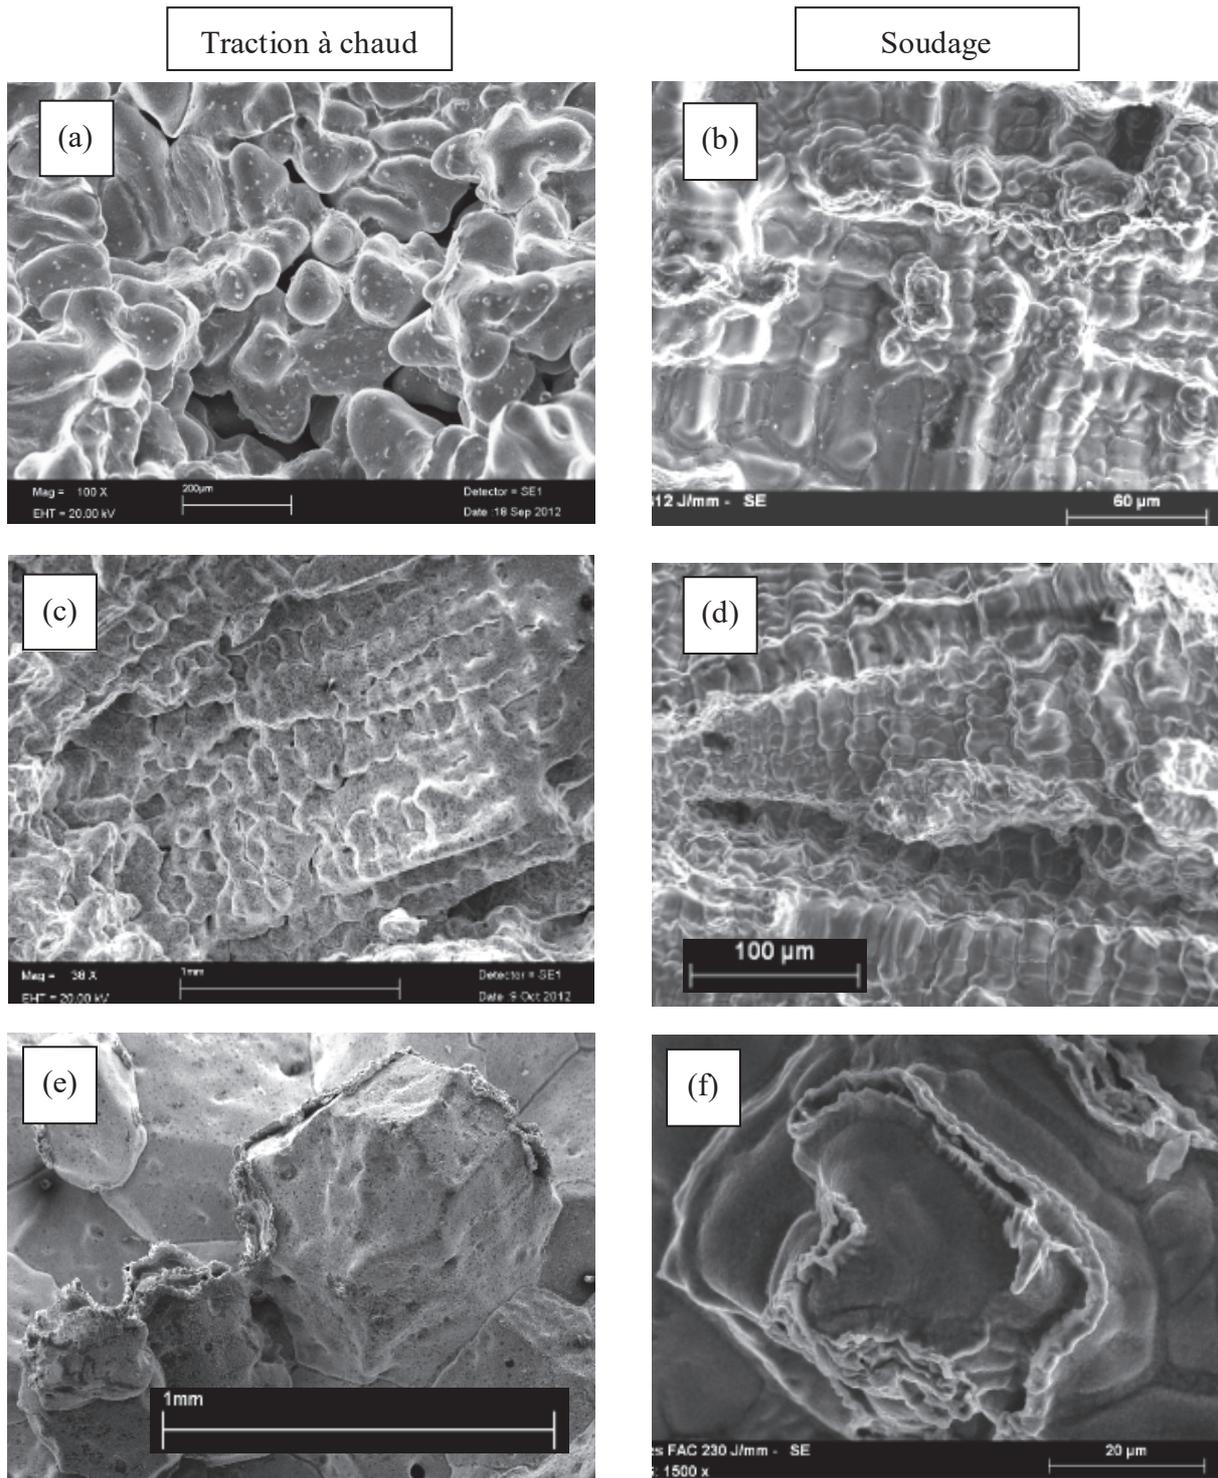 Traction à chaud
Soudage
(a)
(b)
Mag = 100 X
200µm
Detector = SE1
EHT = 20.00 kV
Date :18 Sep 2012
12 J/mm - SE
60 µm
(c)
(d)
Mag = 38 X
1mm
Detector = SE1
EHT = 20.00 kV
Date :9 Oct 2012
100 µm
(e)
(f)
1mm
FAC 230 J/mm - SE
20 µm
1500 x